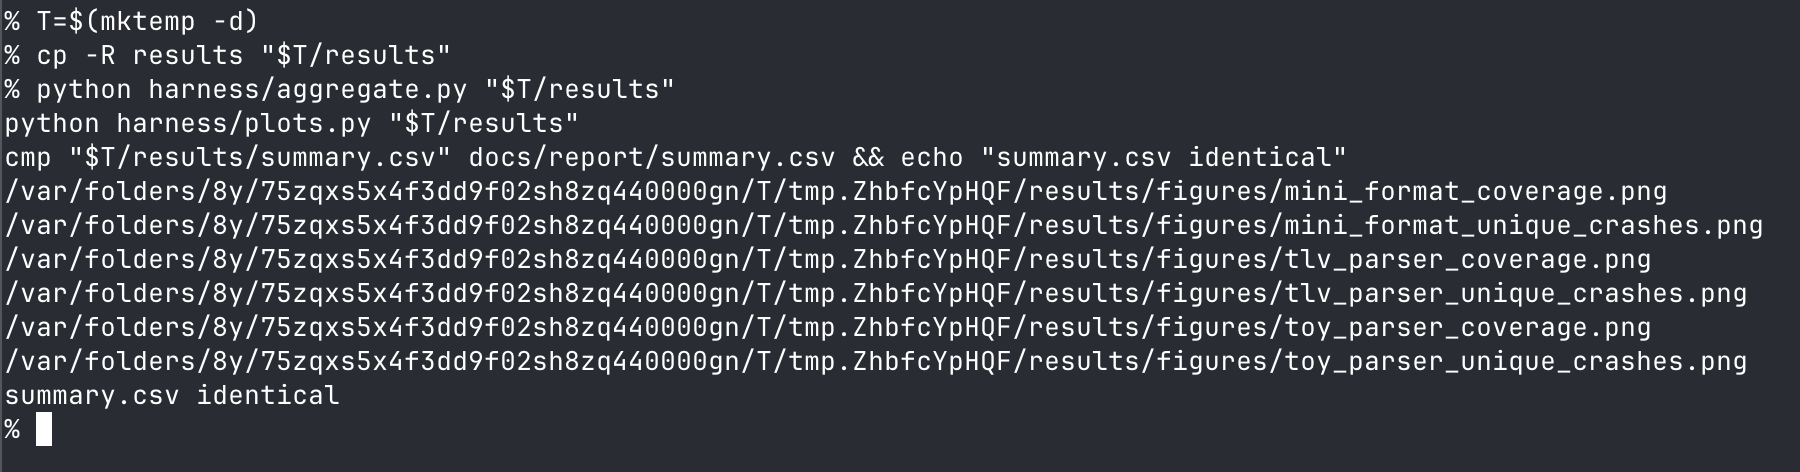 % T=$(mktemp -d)
% cp -R results "$T/results"
% python harness/aggregate.py "$T/results"
python harness/plots.py "$T/results"
cmp "$T/results/summary.csv" docs/report/summary.csv && echo "summary.csv identical"
/var/folders/8y/75zqxs5x4f3dd9f02sh8zq440000gn/T/tmp.ZhbfcYpHQF/results/figures/mini_format_coverage.png
/var/folders/8y/75zqxs5x4f3dd9f02sh8zq440000gn/T/tmp.ZhbfcYpHQF/results/figures/mini_format_unique_crashes.png
/var/folders/8y/75zqxs5x4f3dd9f02sh8zq440000gn/T/tmp.ZhbfcYpHQF/results/figures/tlv_parser_coverage.png
/var/folders/8y/75zqxs5x4f3dd9f02sh8zq440000gn/T/tmp.ZhbfcYpHQF/results/figures/tlv_parser_unique_crashes.png
/var/folders/8y/75zqxs5x4f3dd9f02sh8zq440000gn/T/tmp.ZhbfcYpHQF/results/figures/toy_parser_coverage.png
/var/folders/8y/75zqxs5x4f3dd9f02sh8zq440000gn/T/tmp.ZhbfcYpHQF/results/figures/toy_parser_unique_crashes.png
summary.csv identical
%